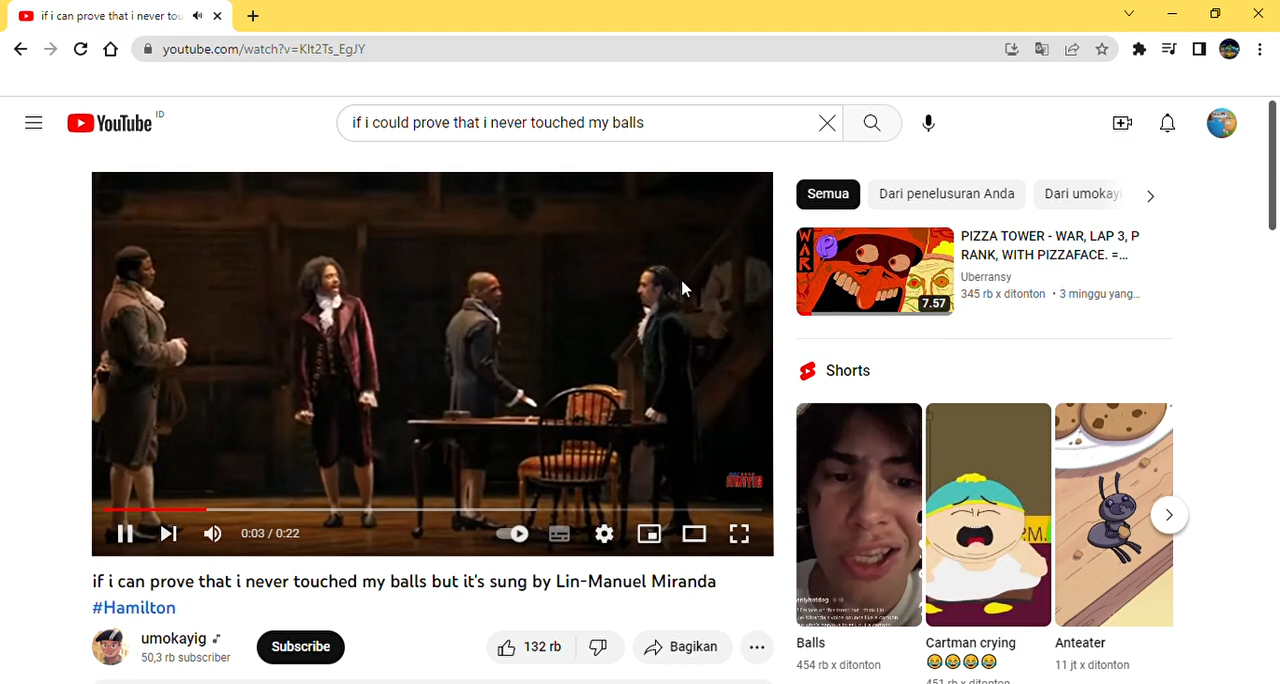 if i can prove that i never tou
youtube.com/watch?v=KIt2Ts_EgJY
YouTube ID
if i could prove that i never touched my balls
Semua
Dari penelusuran Anda
Dari umokayi
WAR
P
7.57
PIZZA TOWER - WAR, LAP 3, P
RANK, WITH PIZZAFACE. =...
Uberransy
345 rb x ditonton • 3 minggu yang...
Shorts
0:03 / 0:22
if i can prove that i never touched my balls but it's sung by Lin-Manuel Miranda
#Hamilton
umokayig
50,3 rb subscriber
Subscribe
132 rb
Bagikan
Balls
454 rb x ditonton
Cartman crying
😂😂😂😂
451 rb x ditonton
Anteater
11 jt x ditonton